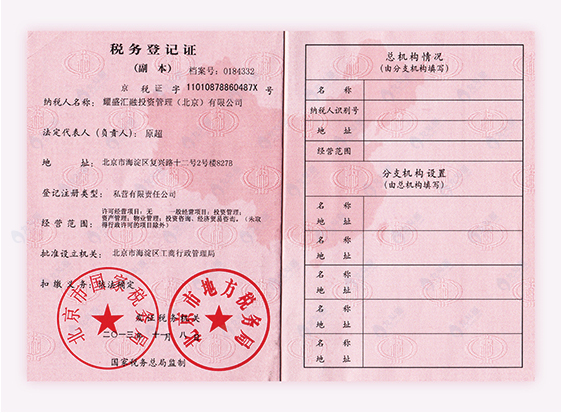 税务登记证
（副 本） 档案号：0184332
京 税 证 字 11010878860487X 号
纳税人名称： 耀盛汇融投资管理（北京）有限公司
法定代表人（负责人）： 原超
地 址： 北京市海淀区复兴路十二号2号楼827B
登记注册类型： 私营有限责任公司
许可经营项目：无 一般经营项目：投资管理；
资产管理；物业管理；投资咨询、经济贸易咨询。（未取
经营范围： 得行政许可的项目除外）
批准设立机关： 北京市海淀区工商行政管理局
扣缴义务： 依法确定
北京市国家税务局
北京市地方税务局
税务机关
二〇一三年十一月八日
国家税务总局监制
总机构情况
（由分支机构填写）
名 称
纳税人识别号
地 址
经营范围
分支机构设置
（由总机构填写）
名 称
地 址
名 称
地 址
名 称
地 址
名 称
地 址
名 称
地 址